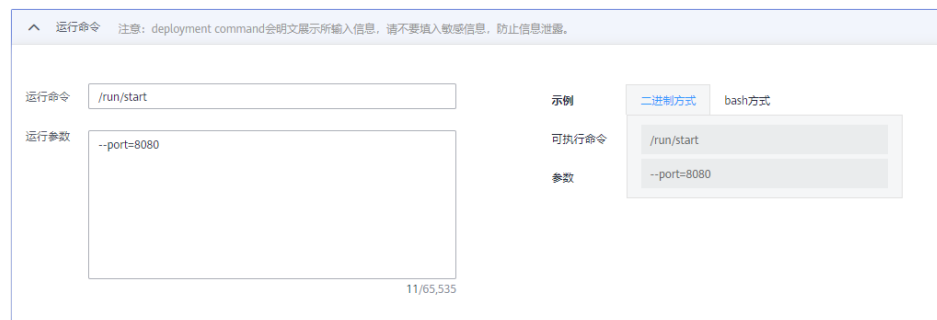 运行命令 注意：deployment command会明文展示所输入信息，请不要填入敏感信息，防止信息泄露。
运行命令 /run/start
示例 二进制方式 bash方式
运行参数 --port=8080
可执行命令 /run/start
参数 --port=8080
11/65,535